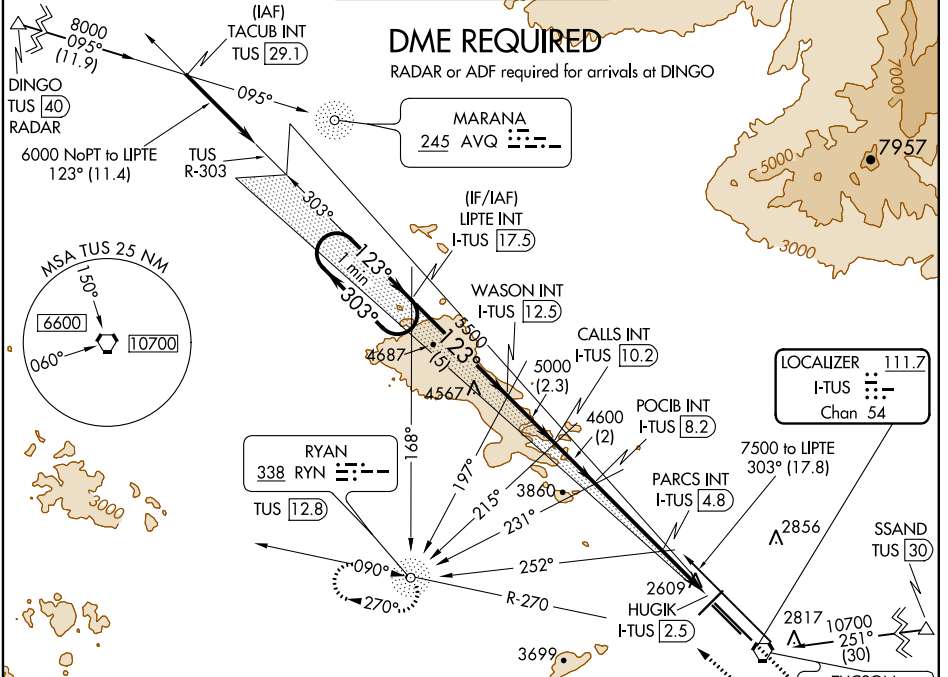 DME REQUIRED
RADAR or ADF required for arrivals at DINGO
8000
095°
(11.9)
DINGO
TUS 40
RADAR
(IAF)
TACUB INT
TUS 29.1
095°
6000 NoPT to LIPTE
123° (11.4)
TUS
R-303
MARANA
245 AVQ
7000
7957
5000
3000
303°
(IF/IAF)
LIPTE INT
I-TUS 17.5
123°
1 min
303°
MSA TUS 25 NM
150°
6600
10700
060°
WASON INT
I-TUS 12.5
5500
123°
(5)
4687
4567
CALLS INT
I-TUS 10.2
5000
(2.3)
LOCALIZER 111.7
I-TUS
Chan 54
4600
(2)
POCIB INT
I-TUS 8.2
7500 to LIPTE
303° (17.8)
RYAN
338 RYN
TUS 12.8
168°
197°
215°
231°
3860
PARCS INT
I-TUS 4.8
3000
2856
SSAND
TUS 30
252°
090°
270°
R-270
2609
HUGIK
I-TUS 2.5
2817
10700
251°
(30)
3699